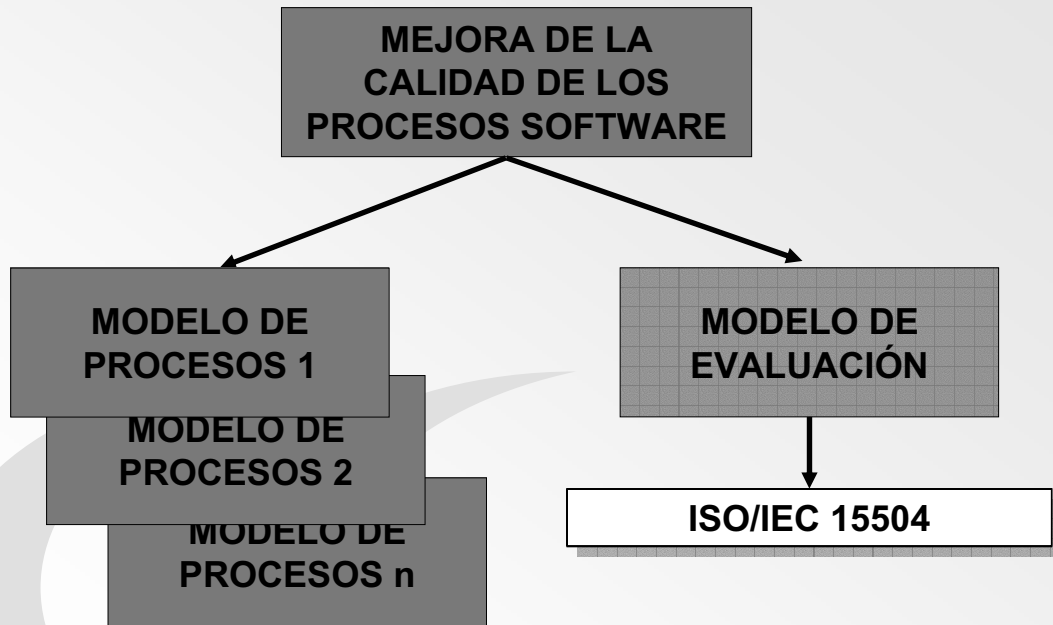 MEJORA DE LA
CALIDAD DE LOS
PROCESOS SOFTWARE
MODELO DE
PROCESOS 1
MODELO DE
PROCESOS 2
MODELO DE
PROCESOS n
MODELO DE
EVALUACIÓN
ISO/IEC 15504